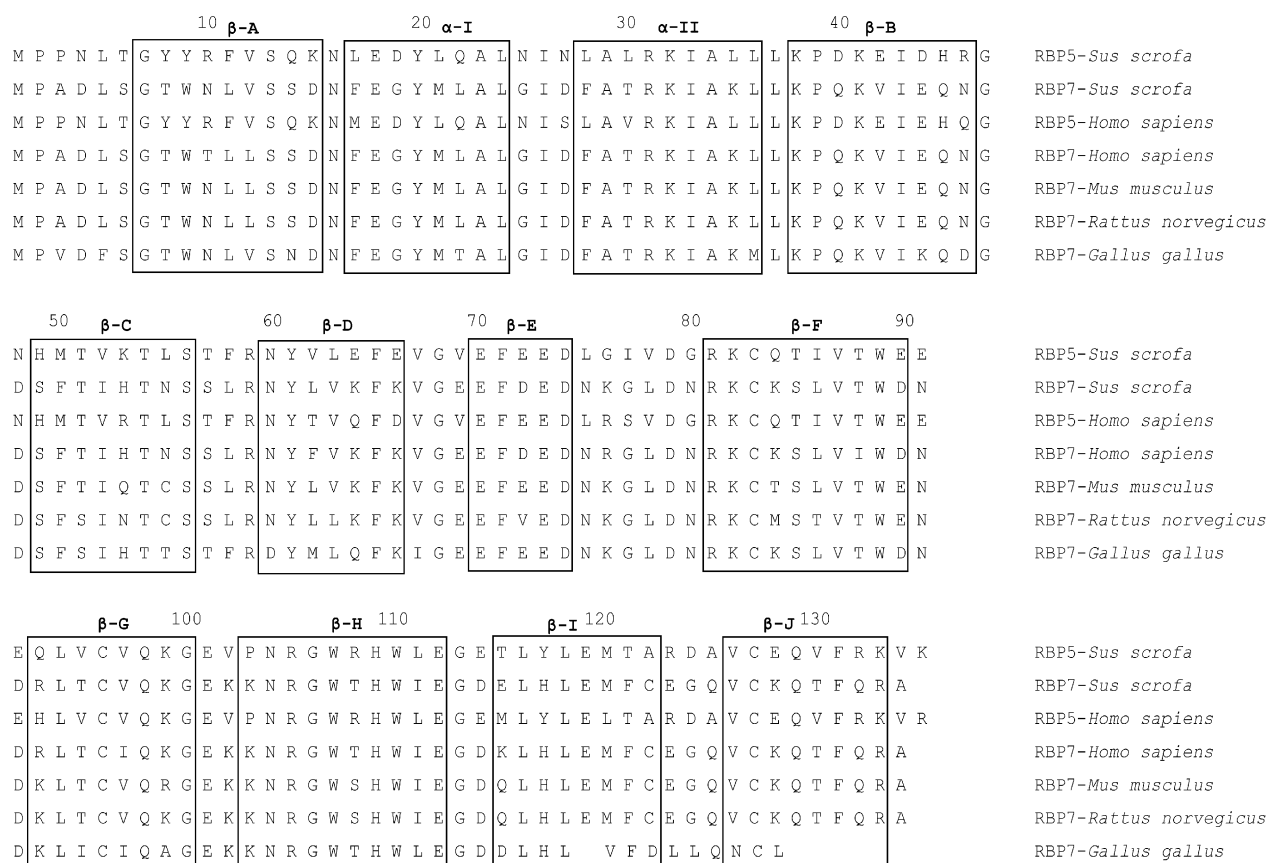 10 β-A 20 α-I 30 α-II 40 β-B
M P P N L T G Y Y R F V S Q K N L E D Y L Q A L N I N L A L R K I A L L L K P D K E I D H R G RBP5-Sus scrofa
M P A D L S G T W N L V S S D N F E G Y M L A L G I D F A T R K I A K L L K P Q K V I E Q N G RBP7-Sus scrofa
M P P N L T G Y Y R F V S Q K N M E D Y L Q A L N I S L A V R K I A L L L K P D K E I E H Q G RBP5-Homo sapiens
M P A D L S G T W T L L S S D N F E G Y M L A L G I D F A T R K I A K L L K P Q K V I E Q N G RBP7-Homo sapiens
M P A D L S G T W N L L S S D N F E G Y M L A L G I D F A T R K I A K L L K P Q K V I E Q N G RBP7-Mus musculus
M P A D L S G T W N L L S S D N F E G Y M L A L G I D F A T R K I A K L L K P Q K V I E Q N G RBP7-Rattus norvegicus
M P V D F S G T W N L V S N D N F E G Y M T A L G I D F A T R K I A K M L K P Q K V I K Q D G RBP7-Gallus gallus
50 β-C 60 β-D 70 β-E 80 β-F 90
N H M T V K T L S T F R N Y V L E F E V G V E F E E D L G I V D G R K C Q T I V T W E E RBP5-Sus scrofa
D S F T I H T N S S L R N Y L V K F K V G E E F D E D N K G L D N R K C K S L V T W D N RBP7-Sus scrofa
N H M T V R T L S T F R N Y T V Q F D V G V E F E E D L R S V D G R K C Q T I V T W E E RBP5-Homo sapiens
D S F T I H T N S S L R N Y F V K F K V G E E F D E D N R G L D N R K C K S L V I W D N RBP7-Homo sapiens
D S F T I Q T C S S L R N Y L V K F K V G E E F E E D N K G L D N R K C T S L V T W E N RBP7-Mus musculus
D S F S I N T C S S L R N Y L L K F K V G E E F V E D N K G L D N R K C M S T V T W E N RBP7-Rattus norvegicus
D S F S I H T T S T F R D Y M L Q F K I G E E F E E D N K G L D N R K C K S L V T W D N RBP7-Gallus gallus
β-G 100 β-H 110 β-I 120 β-J 130
E Q L V C V Q K G E V P N R G W R H W L E G E T L Y L E M T A R D A V C E Q V F R K V K RBP5-Sus scrofa
D R L T C V Q K G E K K N R G W T H W I E G D E L H L E M F C E G Q V C K Q T F Q R A RBP7-Sus scrofa
E H L V C V Q K G E V P N R G W R H W L E G E M L Y L E L T A R D A V C E Q V F R K V R RBP5-Homo sapiens
D R L T C I Q K G E K K N R G W T H W I E G D K L H L E M F C E G Q V C K Q T F Q R A RBP7-Homo sapiens
D K L T C V Q R G E K K N R G W S H W I E G D Q L H L E M F C E G Q V C K Q T F Q R A RBP7-Mus musculus
D K L T C V Q K G E K K N R G W S H W I E G D Q L H L E M F C E G Q V C K Q T F Q R A RBP7-Rattus norvegicus
D K L I C I Q A G E K K N R G W T H W L E G D D L H L V F D L L Q N C L RBP7-Gallus gallus